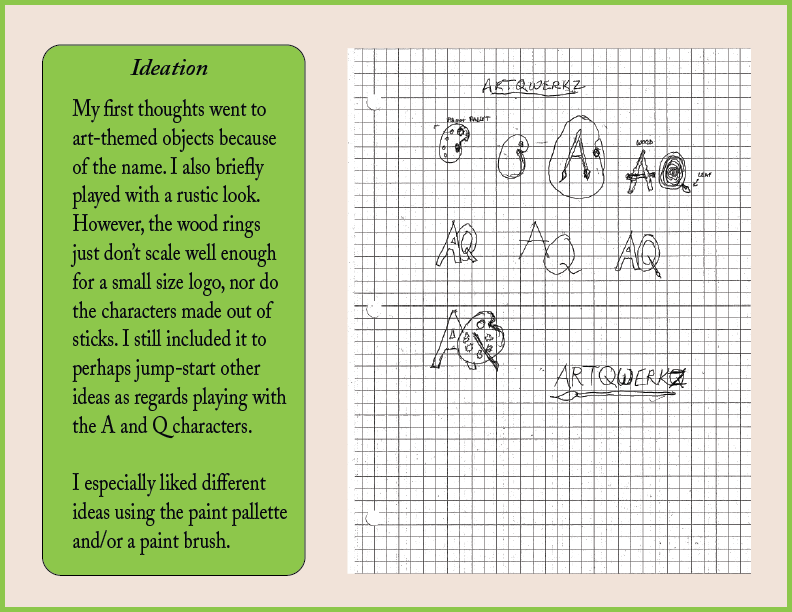 Ideation
My first thoughts went to
art-themed objects because
of the name. I also briefly
played with a rustic look.
However, the wood rings
just don't scale well enough
for a small size logo, nor do
the characters made out of
sticks. I still included it to
perhaps jump-start other
ideas as regards playing with
the A and Q characters.
I especially liked different
ideas using the paint pallette
and/or a paint brush.
ARTQWERKZ
PAINT PALLET
A
WOOD
AQ
LEAF
AQ
AQ
AQ
A
ARTQWERKZ